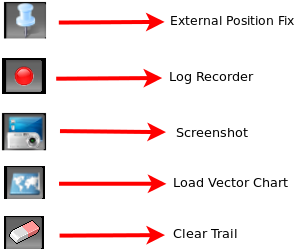 External Position Fix
Log Recorder
Screenshot
Load Vector Chart
Clear Trail